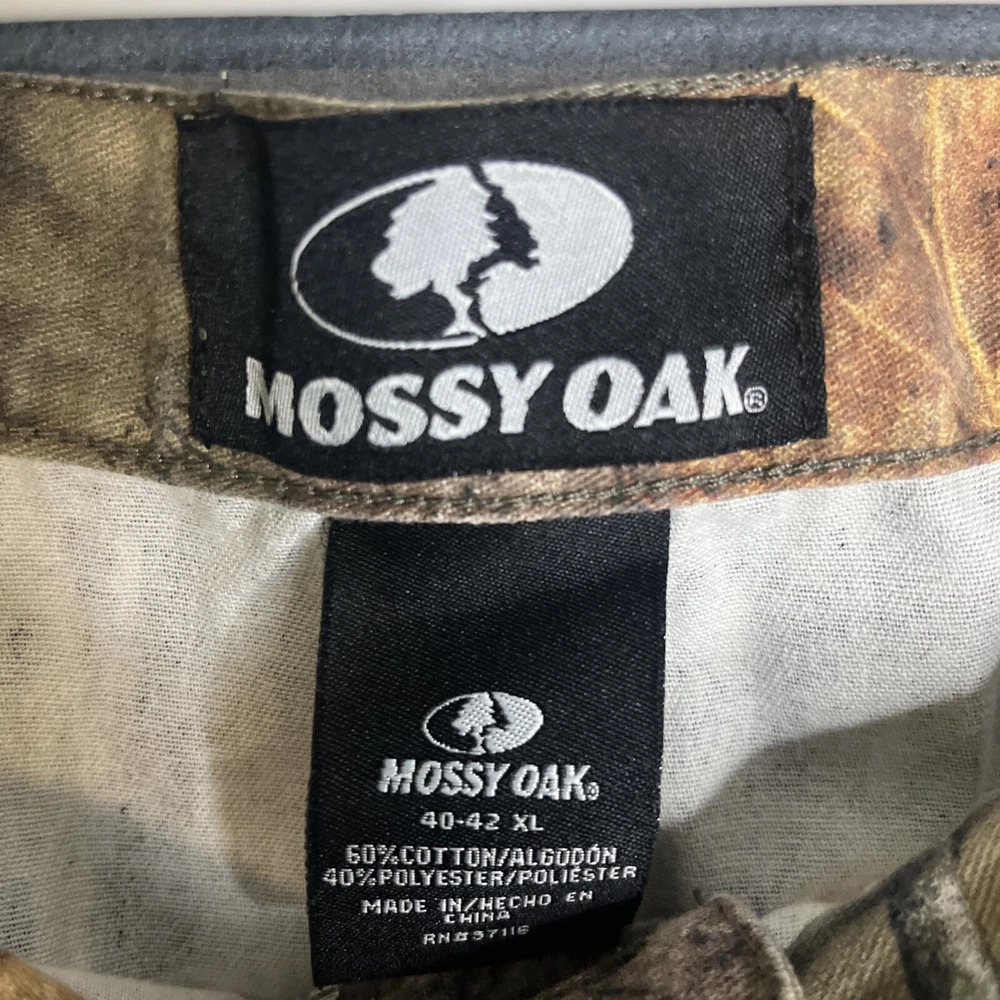 MOSSY OAK®
MOSSY OAK®
40-42 XL
60%COTTON/ALGODÓN
40%POLYESTER/POLIÉSTER
MADE IN/HECHO EN
CHINA
RN#37116